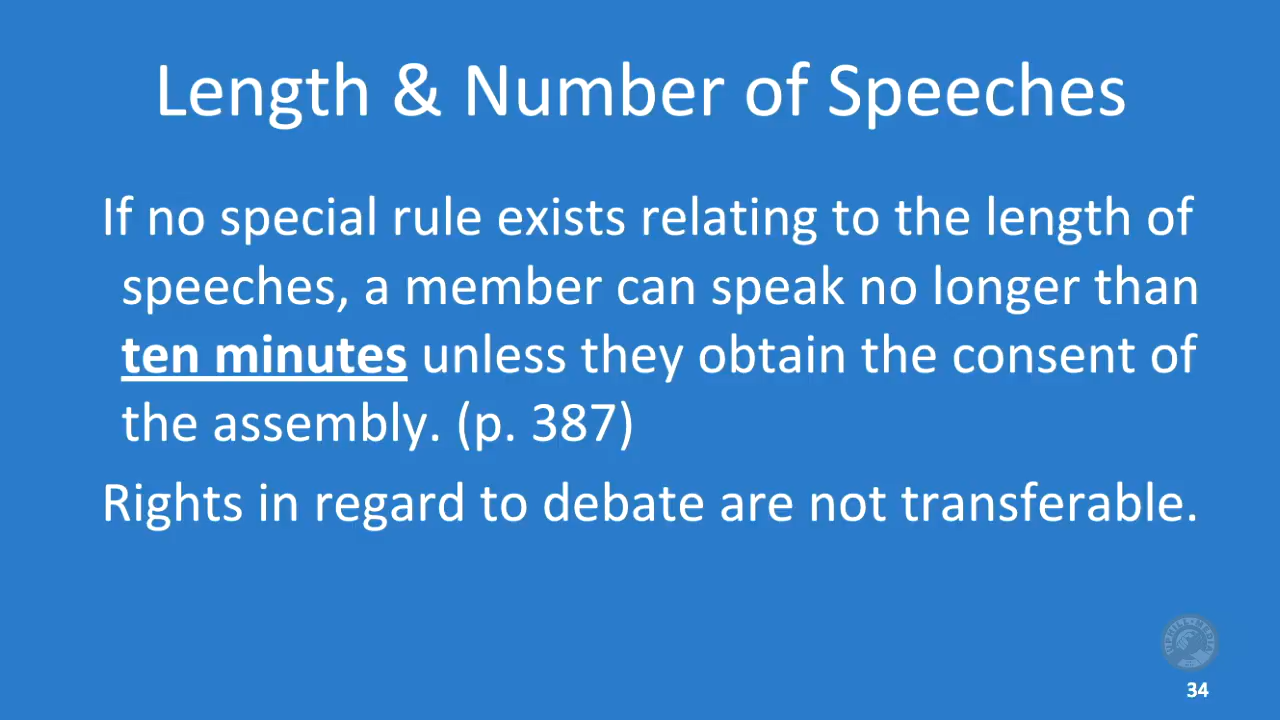 Length & Number of Speeches
If no special rule exists relating to the length of
speeches, a member can speak no longer than
ten minutes unless they obtain the consent of
the assembly. (p. 387)
Rights in regard to debate are not transferable.
34